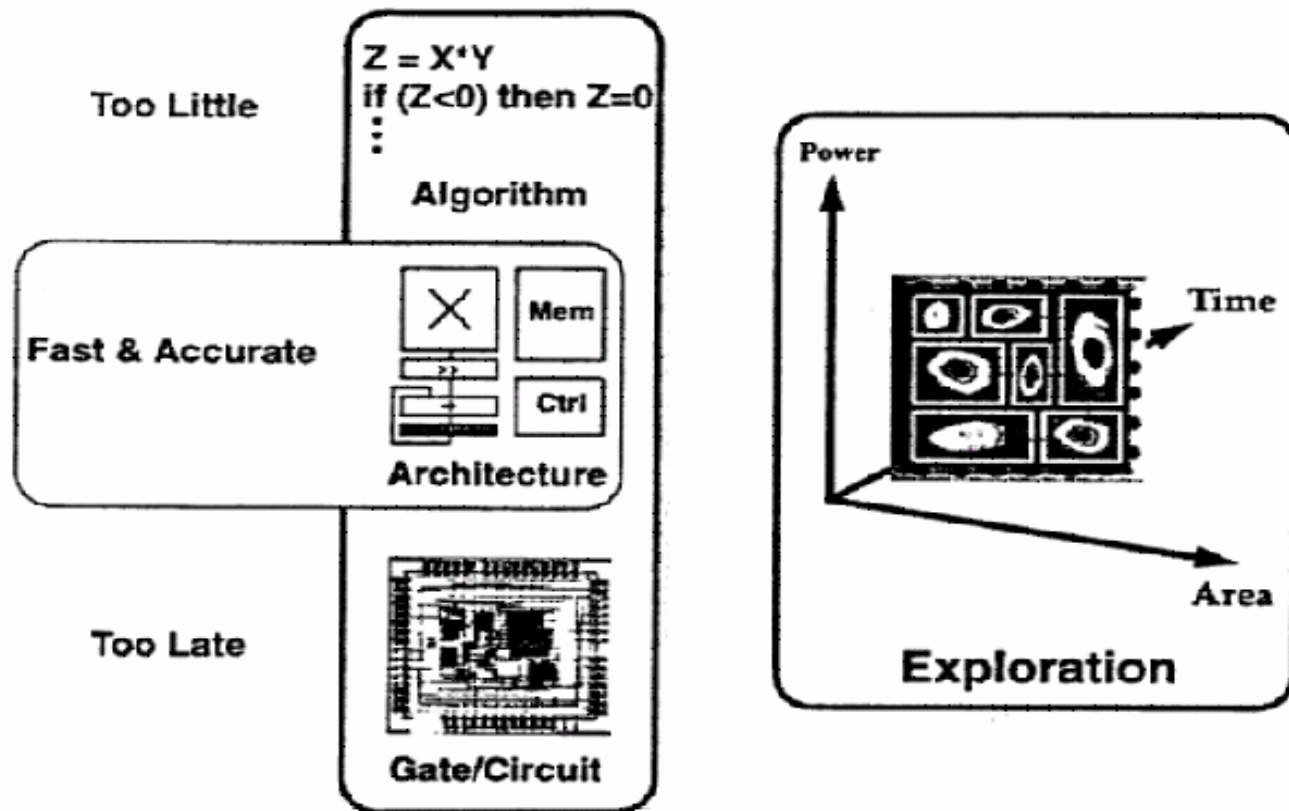 Too Little
Z = X*Y
if (Z<0) then Z=0
Algorithm
Fast & Accurate
Mem
>>
Ctrl
Architecture
Too Late
Gate/Circuit
Power
Time
Area
Exploration